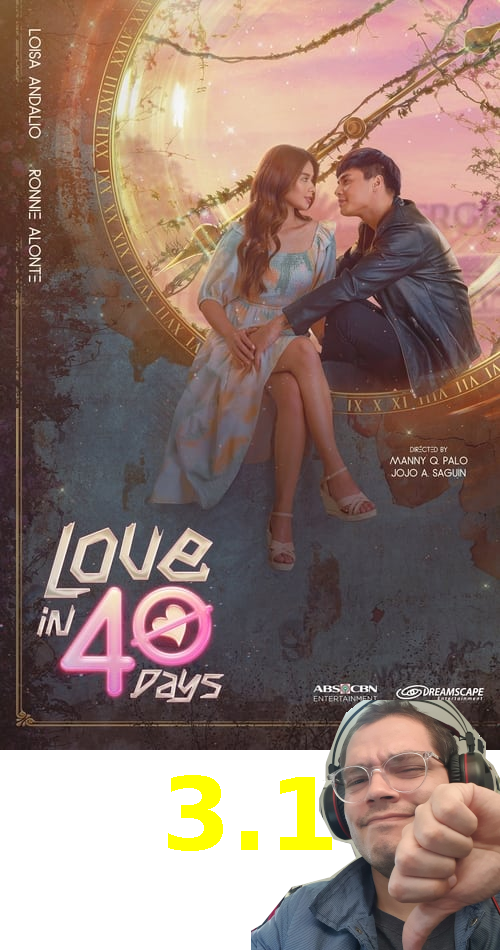 LOISA ANDALIO
RONNIE ALONTE
DIRECTED BY
MANNY Q. PALO
JOJO A. SAGUIN
LOVE
iN 40
DAYS
ABS CBN
ENTERTAINMENT
DREAMSCAPE
Entertainment
3.1